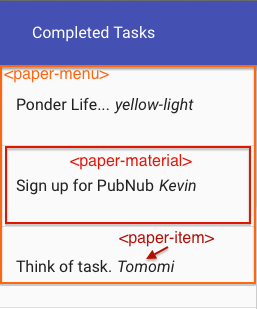 Completed Tasks
<paper-menu>
Ponder Life... yellow-light
<paper-material>
Sign up for PubNub Kevin
<paper-item>
Think of task. Tomomi